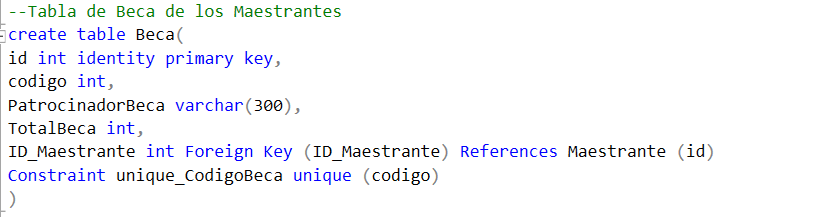 --Tabla de Beca de los Maestrantes
create table Beca(
id int identity primary key,
codigo int,
PatrocinadorBeca varchar(300),
TotalBeca int,
ID_Maestrante int Foreign Key (ID_Maestrante) References Maestrante (id)
Constraint unique_CodigoBeca unique (codigo)
)